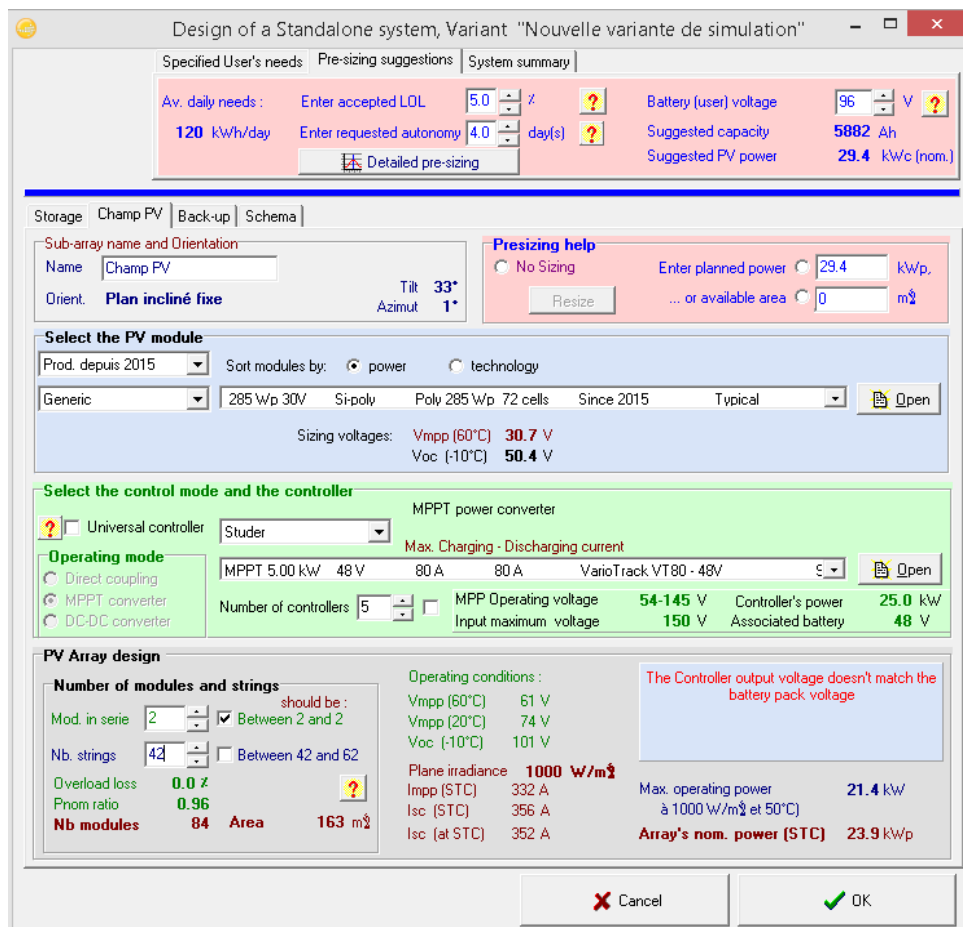 Design of a Standalone system, Variant "Nouvelle variante de simulation"
Specified User's needs Pre-sizing suggestions System summary
Av. daily needs : Enter accepted LOL 5.0 % ? Battery (user) voltage 96 V ?
120 kWh/day Enter requested autonomy 4.0 day(s) ? Suggested capacity 5882 Ah
Detailed pre-sizing Suggested PV power 29.4 kWc (nom.)
Storage Champ PV Back-up Schema
Sub-array name and Orientation
Name Champ PV
Orient. Plan incliné fixe Tilt 33°
Azimut 1°
Presizing help
No Sizing Enter planned power 29.4 kWp,
Resize ... or available area 0 m²
Select the PV module
Prod. depuis 2015 Sort modules by: power technology
Generic 285 Wp 30V Si-poly Poly 285 Wp 72 cells Since 2015 Typical Open
Sizing voltages: Vmpp (60°C) 30.7 V
Voc (-10°C) 50.4 V
Select the control mode and the controller
? Universal controller Studer MPPT power converter
Max. Charging - Discharging current
Operating mode
Direct coupling
MPPT converter
DC-DC converter
MPPT 5.00 kW 48 V 80 A 80 A VarioTrack VT80 - 48V S Open
Number of controllers 5 MPP Operating voltage 54-145 V Controller's power 25.0 kW
Input maximum voltage 150 V Associated battery 48 V
PV Array design
Number of modules and strings
should be :
Mod. in serie 2 Between 2 and 2
Nb. strings 42 Between 42 and 62
Overload loss 0.0 %
Pnom ratio 0.96 ?
Nb modules 84 Area 163 m²
Operating conditions :
Vmpp (60°C) 61 V
Vmpp (20°C) 74 V
Voc (-10°C) 101 V
Plane irradiance 1000 W/m²
Impp (STC) 332 A
Isc (STC) 356 A
Isc (at STC) 352 A
The Controller output voltage doesn't match the
battery pack voltage
Max. operating power 21.4 kW
à 1000 W/m² et 50°C)
Array's nom. power (STC) 23.9 kWp
Cancel OK